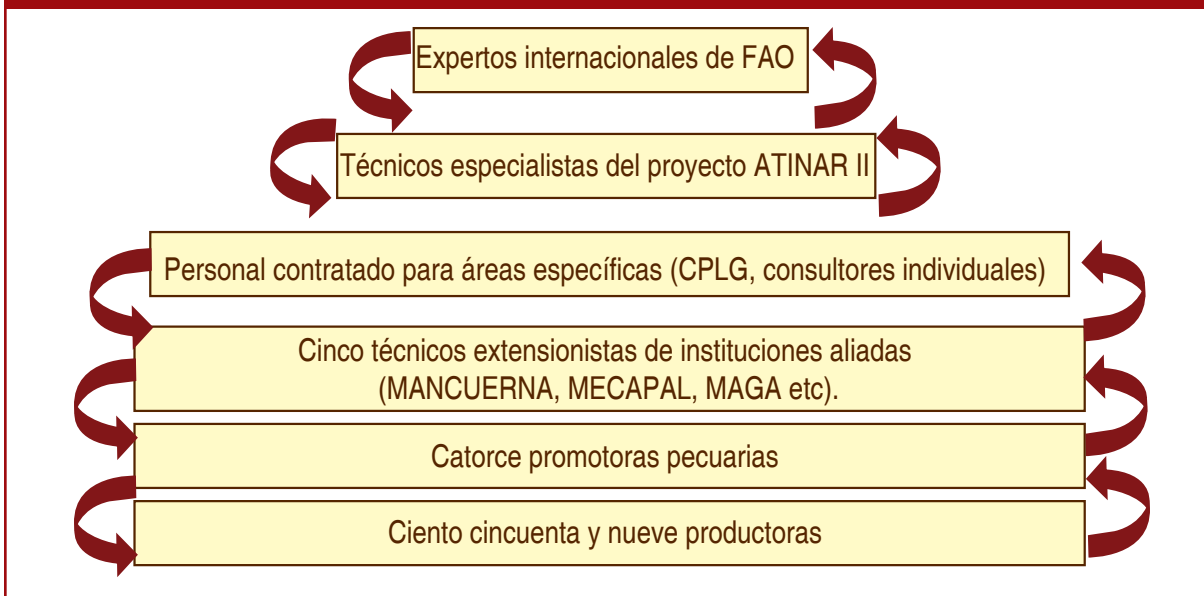 Expertos internacionales de FAO
Técnicos especialistas del proyecto ATINAR II
Personal contratado para áreas específicas (CPLG, consultores individuales)
Cinco técnicos extensionistas de instituciones aliadas
(MANCUERNA, MECAPAL, MAGA etc).
Catorce promotoras pecuarias
Ciento cincuenta y nueve productoras